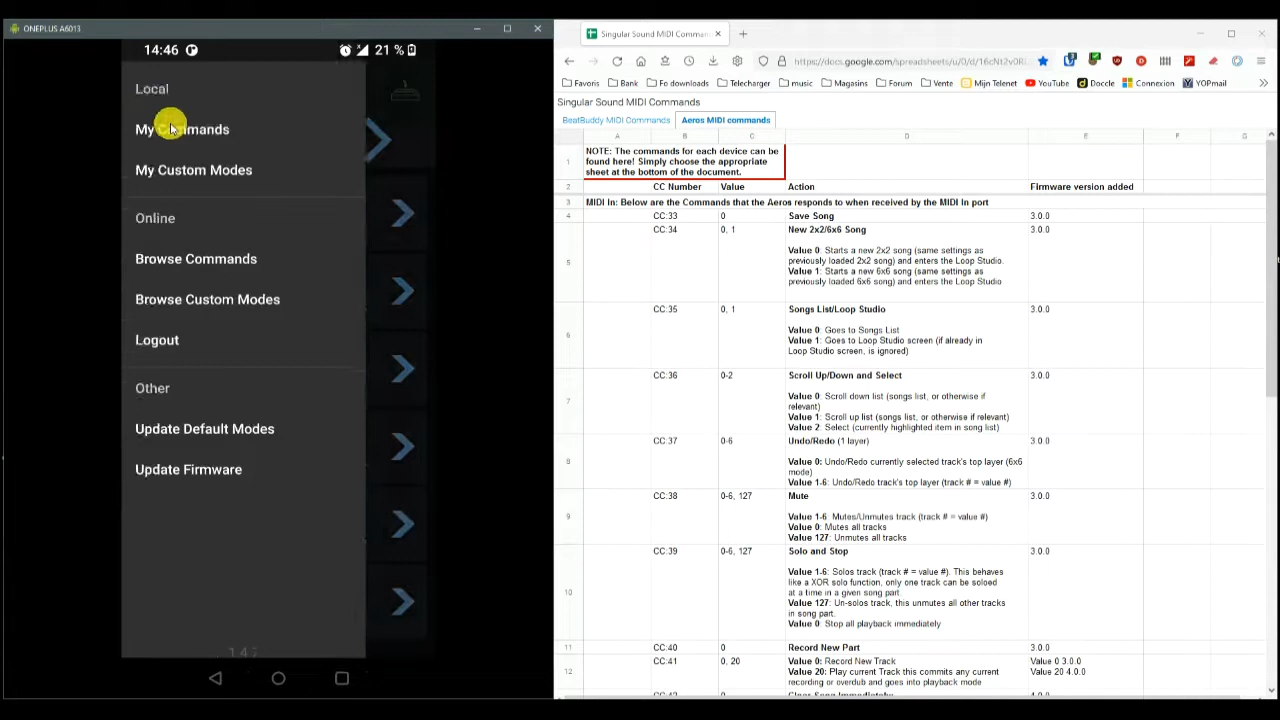 ONEPLUS A6013
14:46
21 %
Local
My Commands
My Custom Modes
Online
Browse Commands
Browse Custom Modes
Logout
Other
Update Default Modes
Update Firmware
Singular Sound MIDI Comman
https://docs.google.com/spreadsheets/u/0/d/16cNt2v0R
Favoris
Bank
Fo downloads
Telecharger
music
Magasins
Forum
Vente
Mijn Telenet
YouTube
Doccle
Connexion
YOPmail
Singular Sound MIDI Commands
BeatBuddy MIDI Commands
Aeros MIDI commands
A B C D E F G
1 NOTE: The commands for each device can be
found here! Simply choose the appropriate
sheet at the bottom of the document.
2 CC Number Value Action Firmware version added
3 MIDI In: Below are the Commands that the Aeros responds to when received by the MIDI In port
4 CC:33 0 Save Song 3.0.0
CC:34 0, 1 New 2x2/6x6 Song 3.0.0
Value 0: Starts a new 2x2 song (same settings as
5 previously loaded 2x2 song) and enters the Loop Studio.
Value 1: Starts a new 6x6 song (same settings as
previously loaded 6x6 song) and enters the Loop Studio
CC:35 0, 1 Songs List/Loop Studio 3.0.0
Value 0: Goes to Songs List
6 Value 1: Goes to Loop Studio screen (if already in
Loop Studio screen, is ignored)
CC:36 0-2 Scroll Up/Down and Select 3.0.0
Value 0: Scroll down list (songs list, or otherwise if
7 relevant)
Value 1: Scroll up list (songs list, or otherwise if relevant)
Value 2: Select (currently highlighted item in song list)
CC:37 0-6 Undo/Redo (1 layer) 3.0.0
8 Value 0: Undo/Redo currently selected track's top layer (6x6
mode)
Value 1-6: Undo/Redo track's top layer (track # = value #)
CC:38 0-6, 127 Mute 3.0.0
9 Value 1-6 Mutes/Unmutes track (track # = value #)
Value 0: Mutes all tracks
Value 127: Unmutes all tracks
CC:39 0-6, 127 Solo and Stop 3.0.0
Value 1-6: Solos track (track # = value #). This behaves
like a XOR solo function, only one track can be soloed
10 at a time in a given song part.
Value 127: Un-solos track, this unmutes all other tracks
in song part.
Value 0: Stop all playback immediately
11 CC:40 0 Record New Part 3.0.0
CC:41 0, 20 Value 0: Record New Track Value 0 3.0.0
12 Value 20: Play current Track this commits any current Value 20 4.0.0
recording or overdub and goes into playback mode